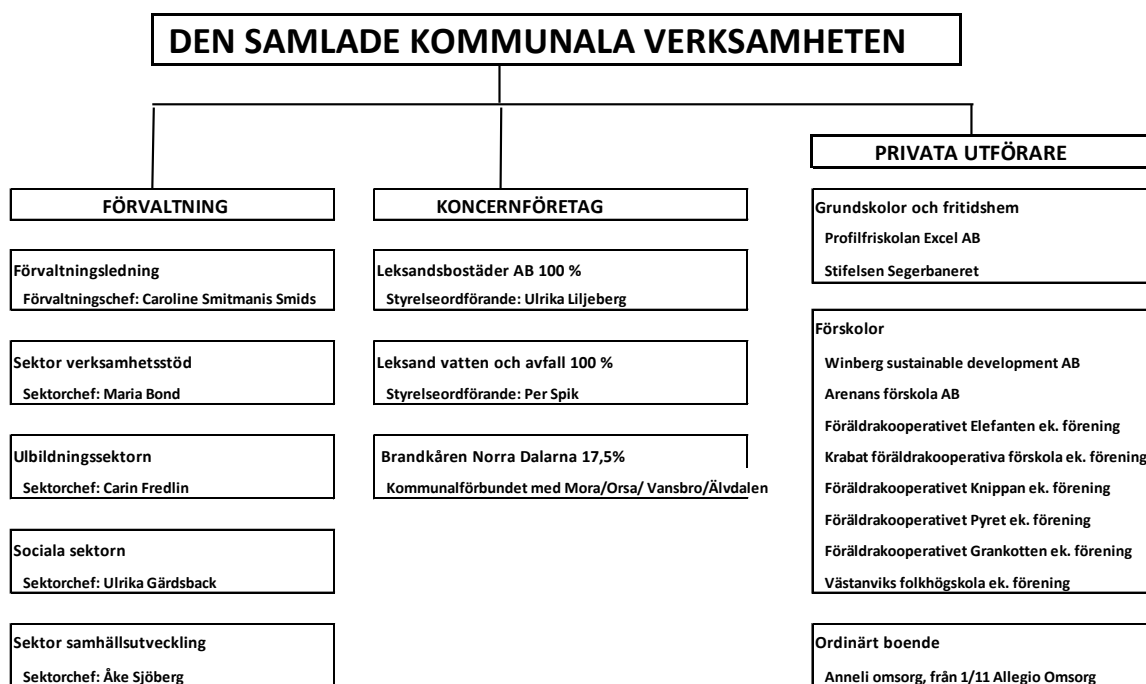 DEN SAMLADE KOMMUNALA VERKSAMHETEN
FÖRVALTNING
Förvaltningsledning
Förvaltningschef: Caroline Smitmanis Smids
Sektor verksamhetsstöd
Sektorchef: Maria Bond
Ulbildningssektorn
Sektorchef: Carin Fredlin
Sociala sektorn
Sektorchef: Ulrika Gärdsback
Sektor samhällsutveckling
Sektorchef: Åke Sjöberg
KONCERNFÖRETAG
Leksandsbostäder AB 100 %
Styrelseordförande: Ulrika Liljeberg
Leksand vatten och avfall 100 %
Styrelseordförande: Per Spik
Brandkåren Norra Dalarna 17,5%
Kommunalförbundet med Mora/Orsa/ Vansbro/Älvdalen
PRIVATA UTFÖRARE
Grundskolor och fritidshem
Profilfriskolan Excel AB
Stifelsen Segerbaneret
Förskolor
Winberg sustainable development AB
Arenans förskola AB
Föräldrakooperativet Elefanten ek. förening
Krabat föräldrakooperativa förskola ek. förening
Föräldrakooperativet Knippan ek. förening
Föräldrakooperativet Pyret ek. förening
Föräldrakooperativet Grankotten ek. förening
Västanviks folkhögskola ek. förening
Ordinärt boende
Anneli omsorg, från 1/11 Allegio Omsorg